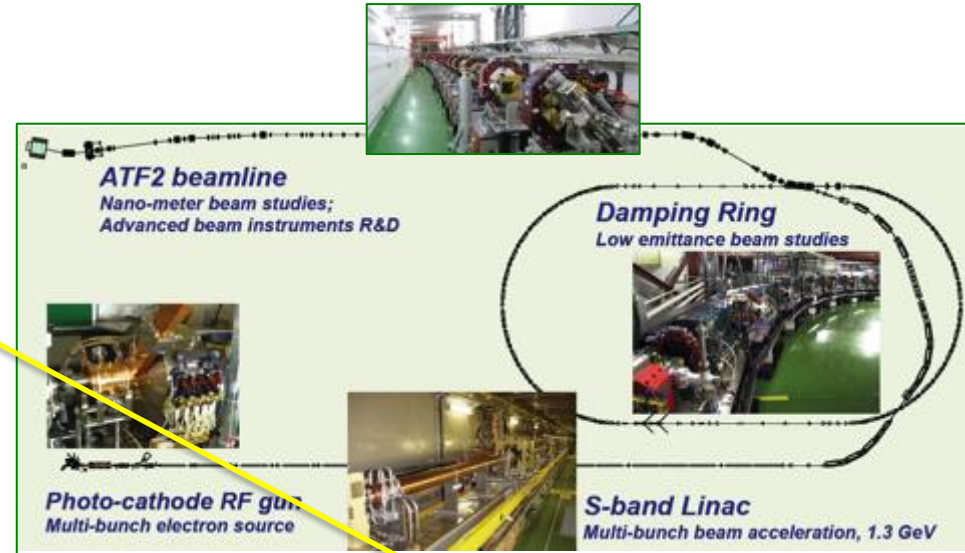 ATF2 beamline
Nano-meter beam studies;
Advanced beam instruments R&D
Damping Ring
Low emittance beam studies
Photo-cathode RF gun
Multi-bunch electron source
S-band Linac
Multi-bunch beam acceleration, 1.3 GeV